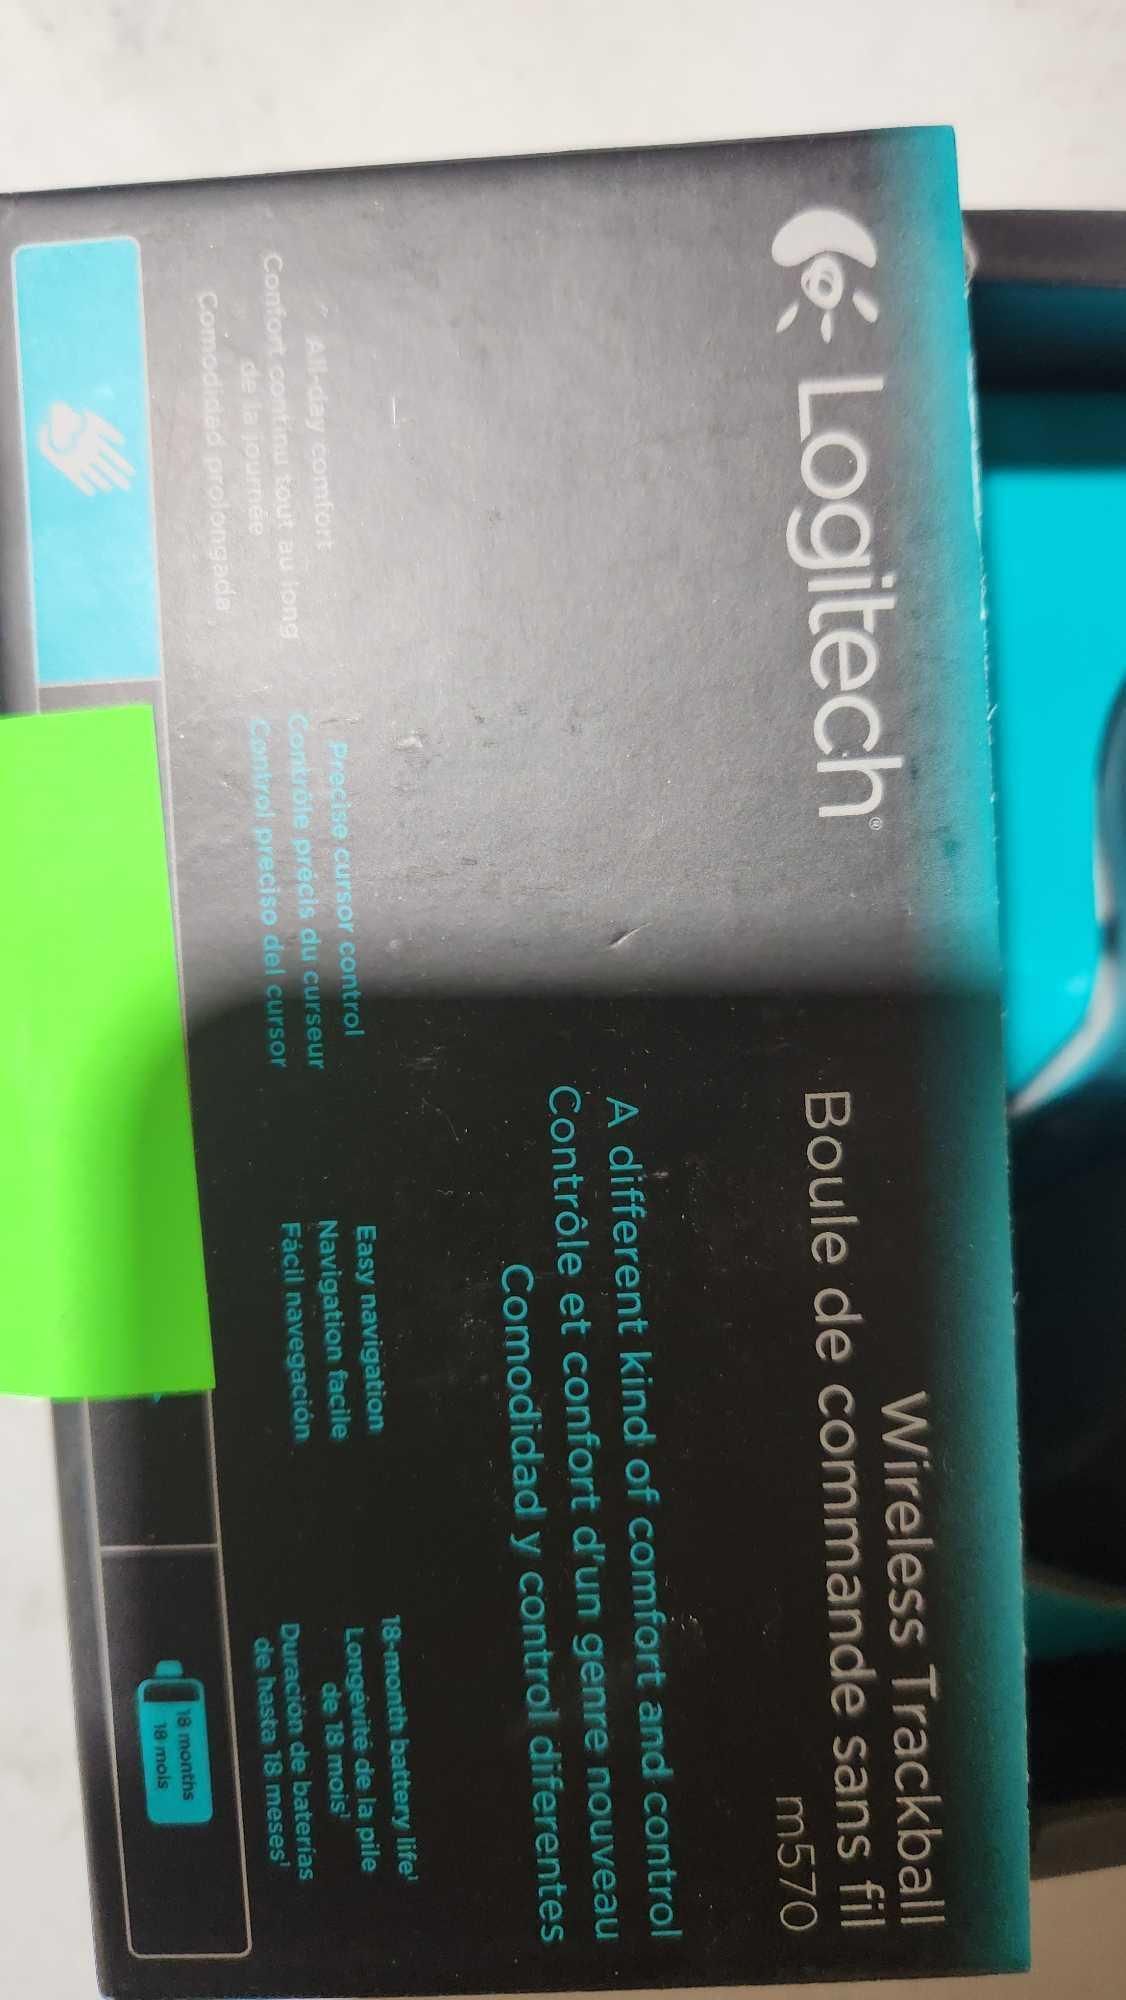 Logitech®
Wireless Trackball
Boule de commande sans fil
m570
A different kind of comfort and control
Contrôle et confort d'un genre nouveau
Comodidad y control diferentes
All-day comfort
Confort continu tout au long
de la journée
Comodidad prolongada
Precise cursor control
Contrôle précis du curseur
Control preciso del cursor
Easy navigation
Navigation facile
Fácil navegación
18-month battery life¹
Longévité de la pile
de 18 mois¹
Duración de baterías
de hasta 18 meses¹
18 months
18 mois